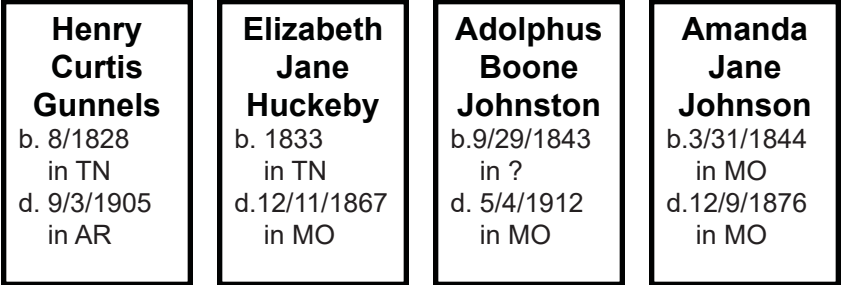 Henry
Curtis
Gunnels
b. 8/1828
in TN
d. 9/3/1905
in AR
Elizabeth
Jane
Huckeby
b. 1833
in TN
d.12/11/1867
in MO
Adolphus
Boone
Johnston
b.9/29/1843
in ?
d. 5/4/1912
in MO
Amanda
Jane
Johnson
b.3/31/1844
in MO
d.12/9/1876
in MO